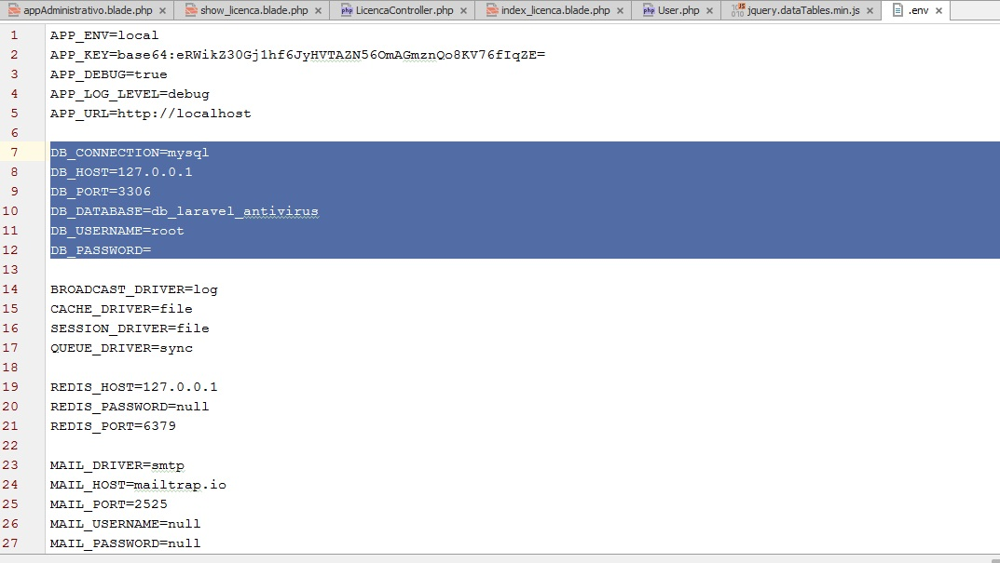 appAdministrativo.blade.php show_licenca.blade.php LicencaController.php index_licenca.blade.php User.php jquery.dataTables.min.js .env
1 APP_ENV=local
2 APP_KEY=base64:eRWikZ30Gj1hf6JyHVTAZN56OmAGmznQo8KV76fIqZE=
3 APP_DEBUG=true
4 APP_LOG_LEVEL=debug
5 APP_URL=http://localhost
6
7 DB_CONNECTION=mysql
8 DB_HOST=127.0.0.1
9 DB_PORT=3306
10 DB_DATABASE=db_laravel_antivirus
11 DB_USERNAME=root
12 DB_PASSWORD=
13
14 BROADCAST_DRIVER=log
15 CACHE_DRIVER=file
16 SESSION_DRIVER=file
17 QUEUE_DRIVER=sync
18
19 REDIS_HOST=127.0.0.1
20 REDIS_PASSWORD=null
21 REDIS_PORT=6379
22
23 MAIL_DRIVER=smtp
24 MAIL_HOST=mailtrap.io
25 MAIL_PORT=2525
26 MAIL_USERNAME=null
27 MAIL_PASSWORD=null